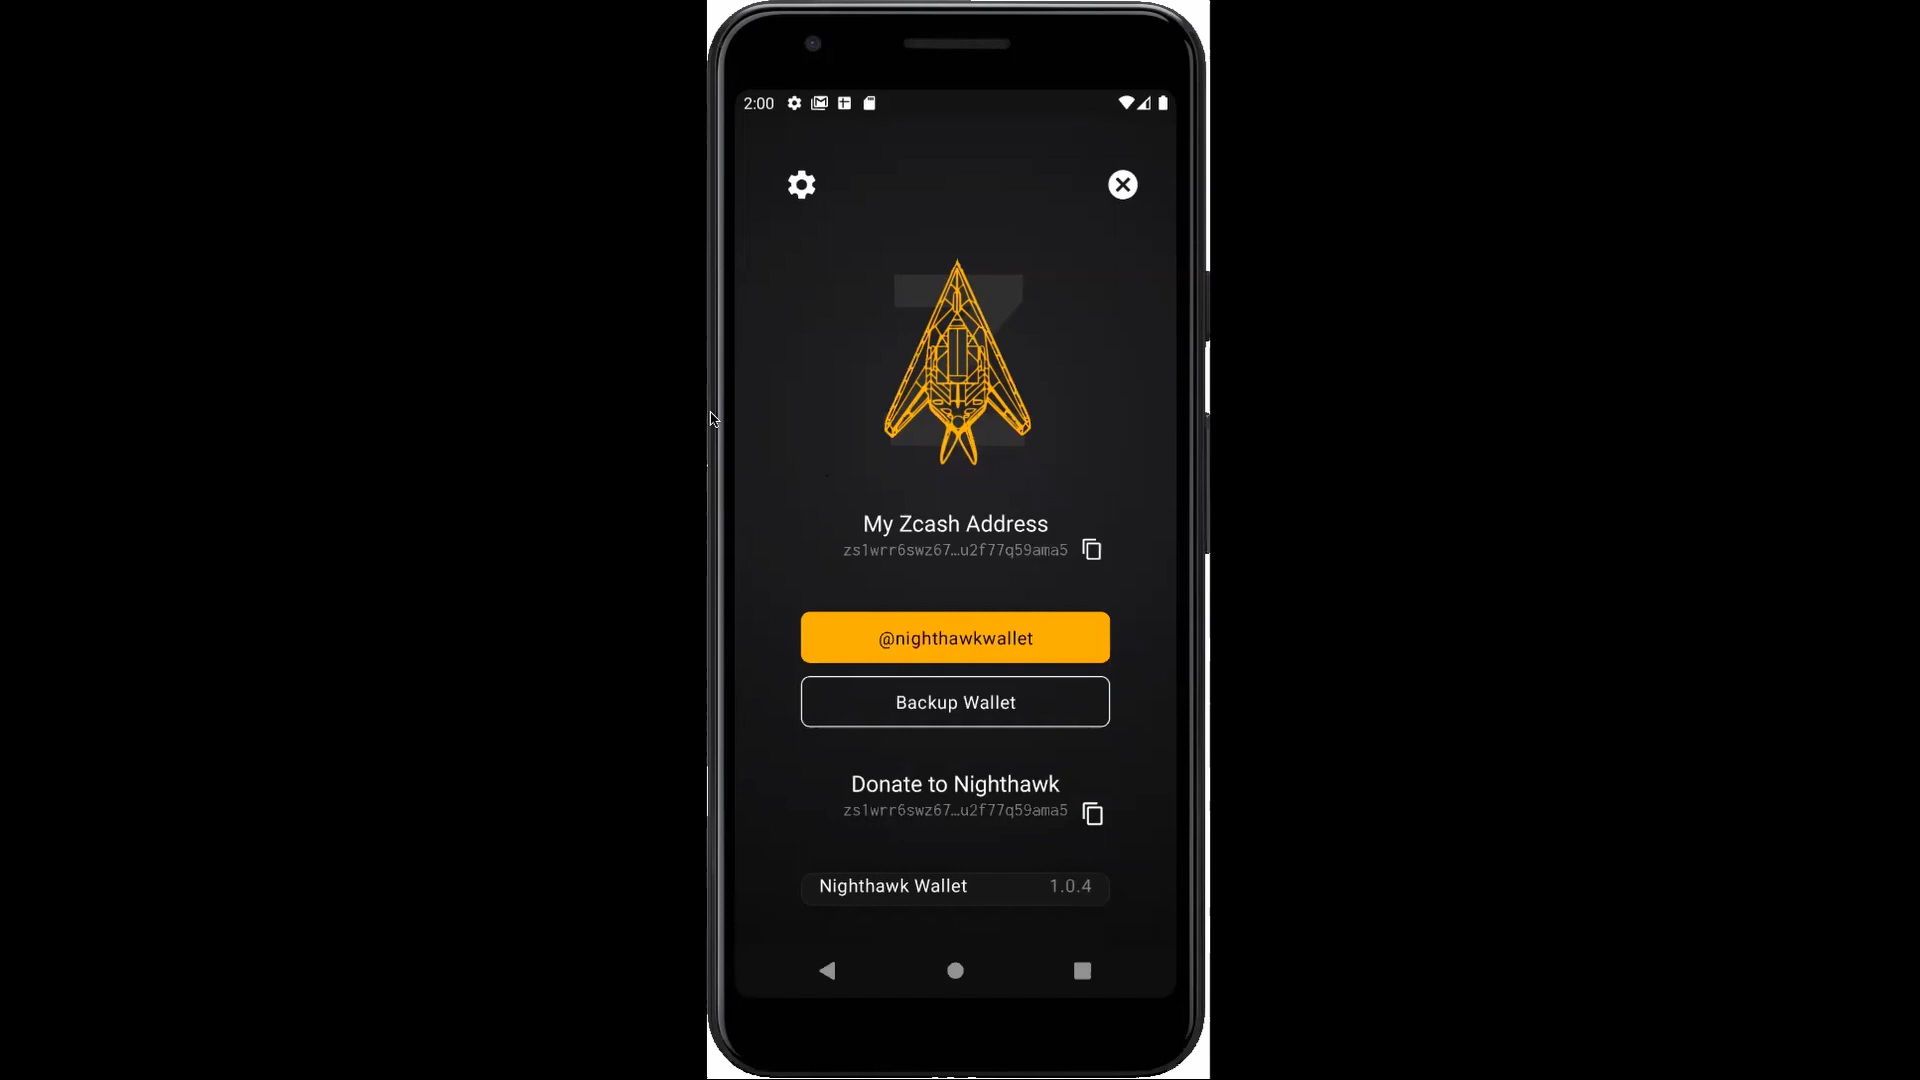 2:00
My Zcash Address
zs1wrr6swz67…u2f77q59ama5
@nighthawkwallet
Backup Wallet
Donate to Nighthawk
zs1wrr6swz67…u2f77q59ama5
Nighthawk Wallet 1.0.4